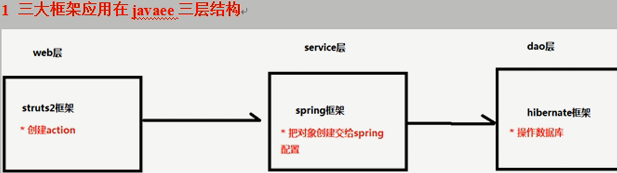 1 三大框架应用在 javaee 三层结构
web层
service层
dao层
struts2框架
* 创建action
spring框架
* 把对象创建交给spring
配置
hibernate框架
* 操作数据库